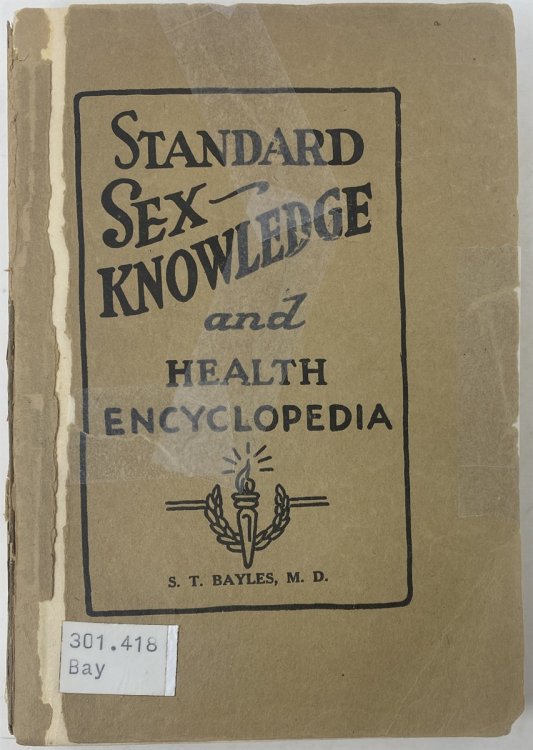 STANDARD
SEX
KNOWLEDGE
and
HEALTH
ENCYCLOPEDIA
S. T. BAYLES, M. D.
301.418
Bay